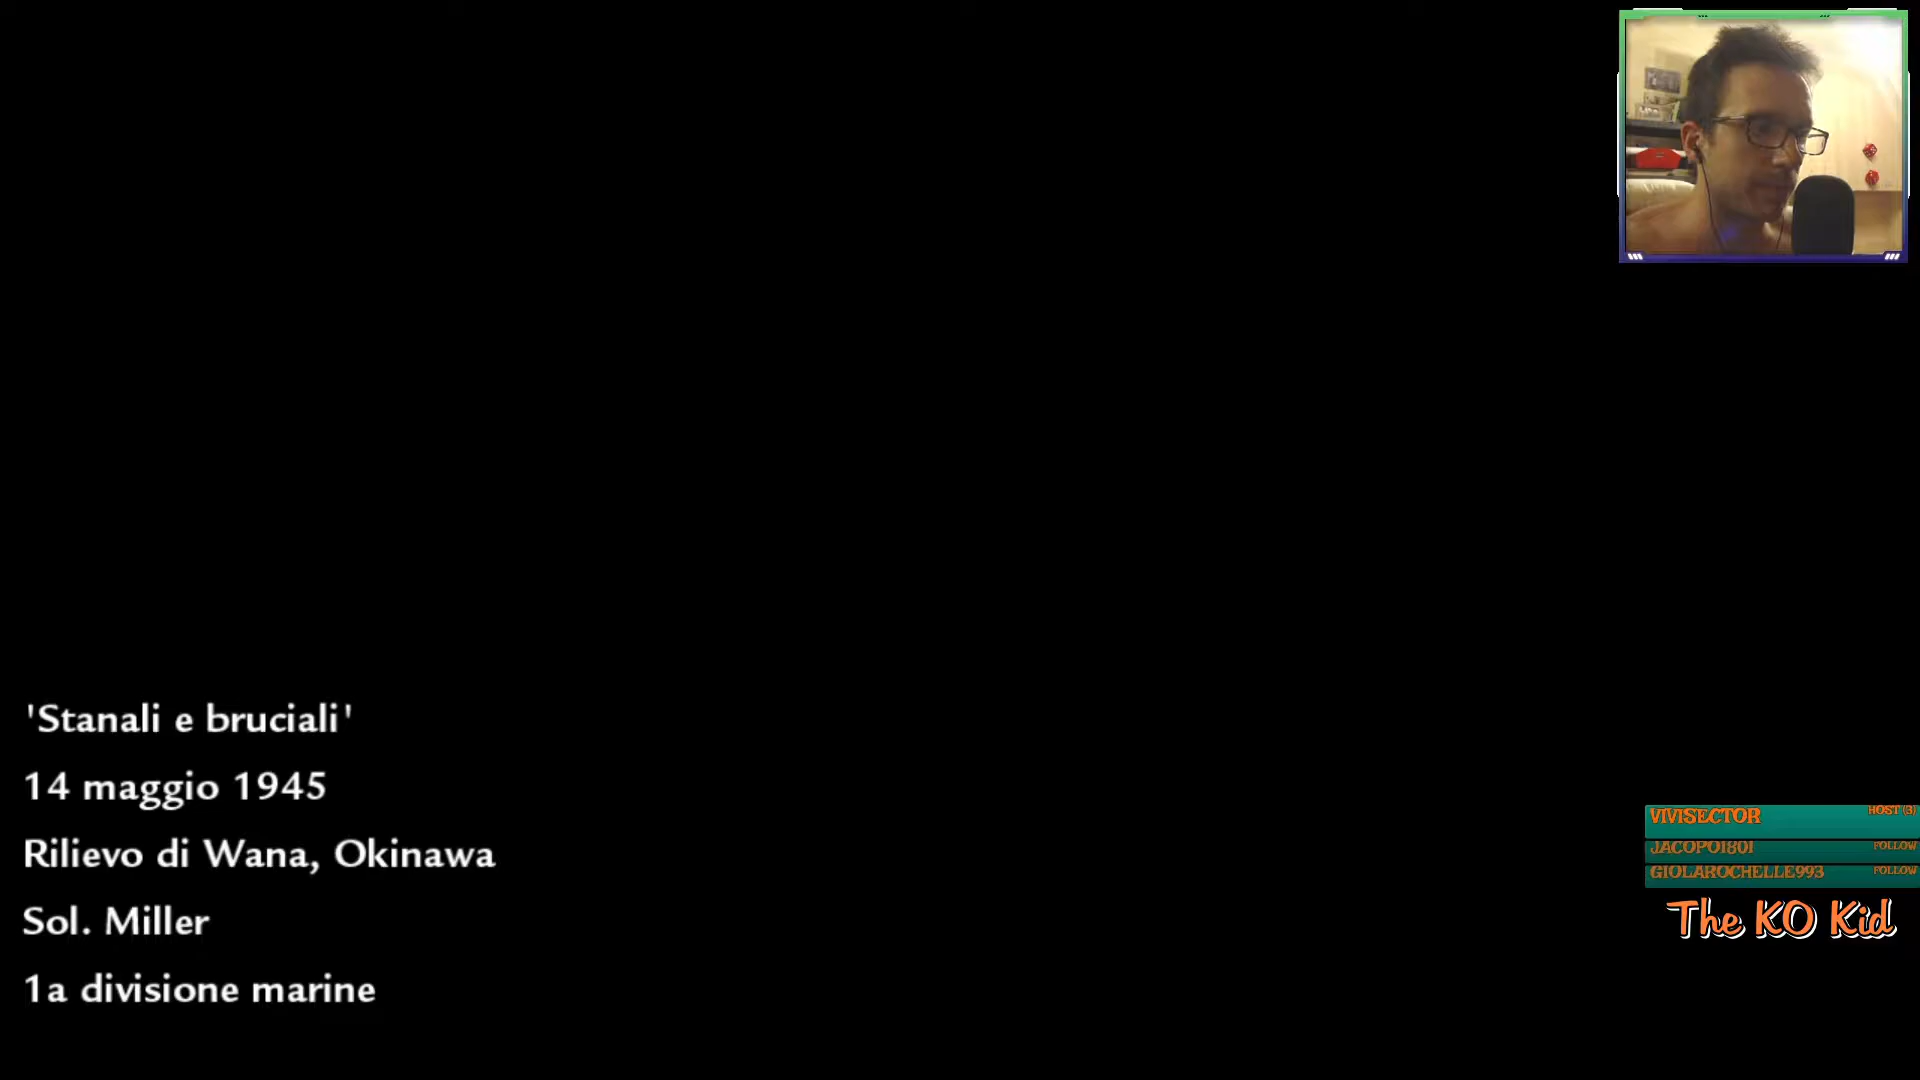 'Stanali e bruciali'
14 maggio 1945
Rilievo di Wana, Okinawa
Sol. Miller
1a divisione marine
VIVISECTOR HOST (3)
JACOPO1801 FOLLOW
GIOLAROCHELLE993 FOLLOW
The KO Kid